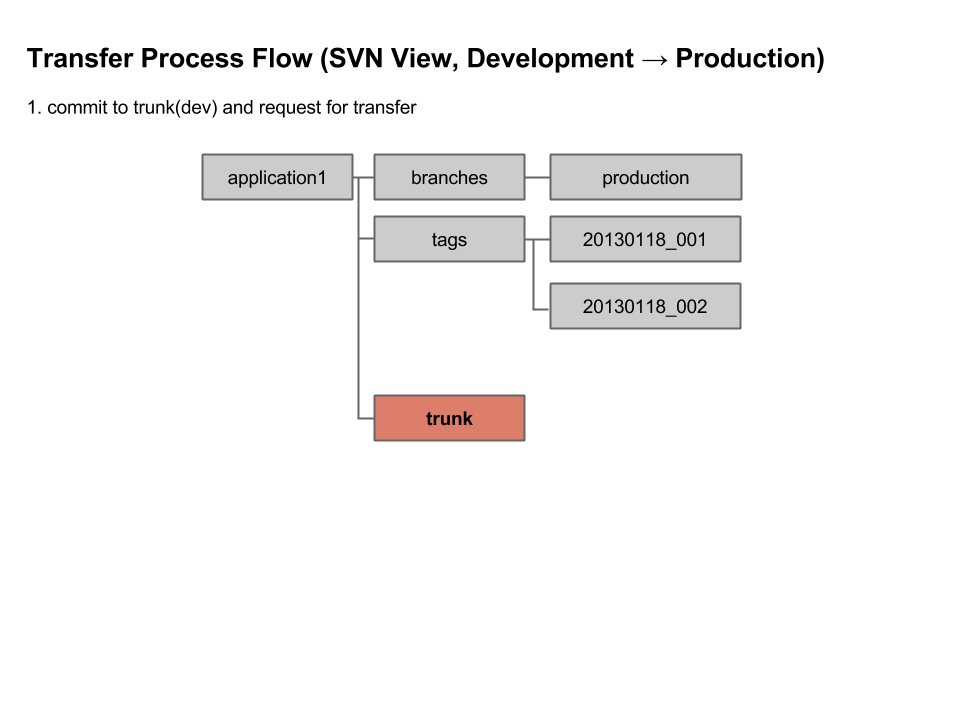 Transfer Process Flow (SVN View, Development → Production)
1. commit to trunk(dev) and request for transfer
application1
branches
production
tags
20130118_001
20130118_002
trunk